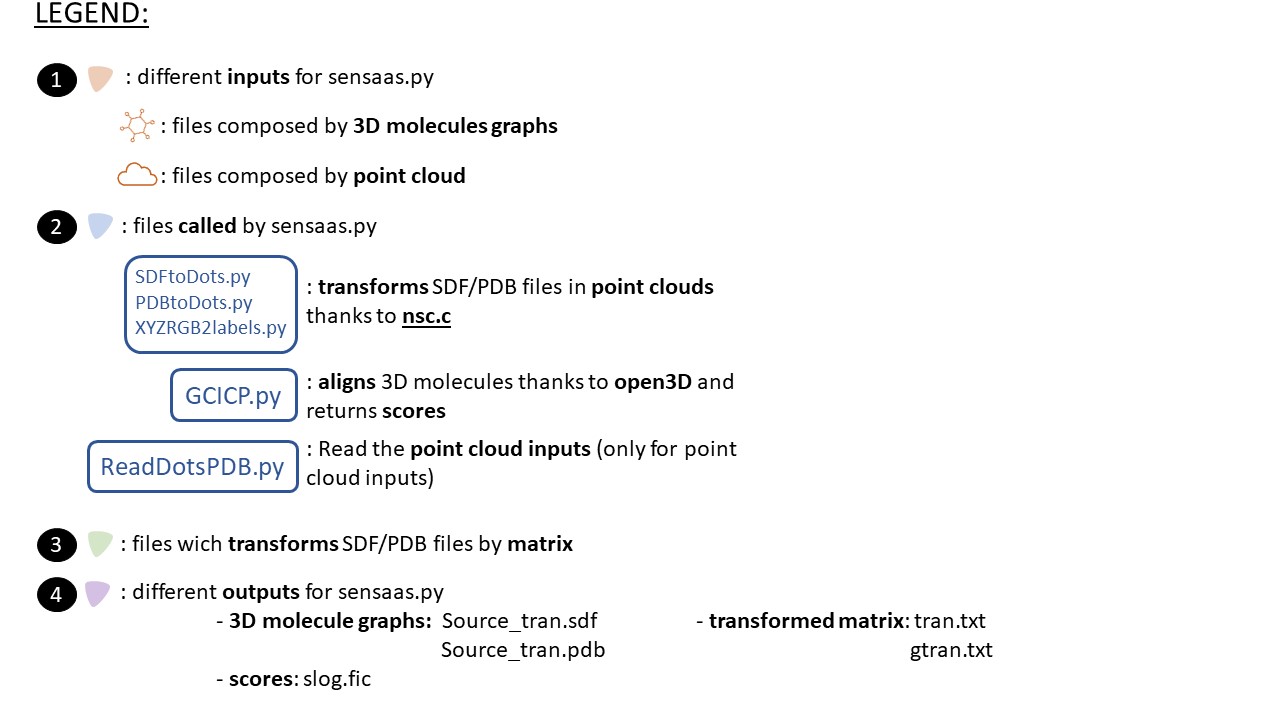 LEGEND:
1 : different inputs for sensaas.py
: files composed by 3D molecules graphs
: files composed by point cloud
2 : files called by sensaas.py
SDFtoDots.py
PDBtoDots.py
XYZRGB2labels.py
: transforms SDF/PDB files in point clouds
thanks to nsc.c
GCICP.py
: aligns 3D molecules thanks to open3D and
returns scores
ReadDotsPDB.py
: Read the point cloud inputs (only for point
cloud inputs)
3 : files wich transforms SDF/PDB files by matrix
4 : different outputs for sensaas.py
- 3D molecule graphs: Source_tran.sdf - transformed matrix: tran.txt
Source_tran.pdb gtran.txt
- scores: slog.fic